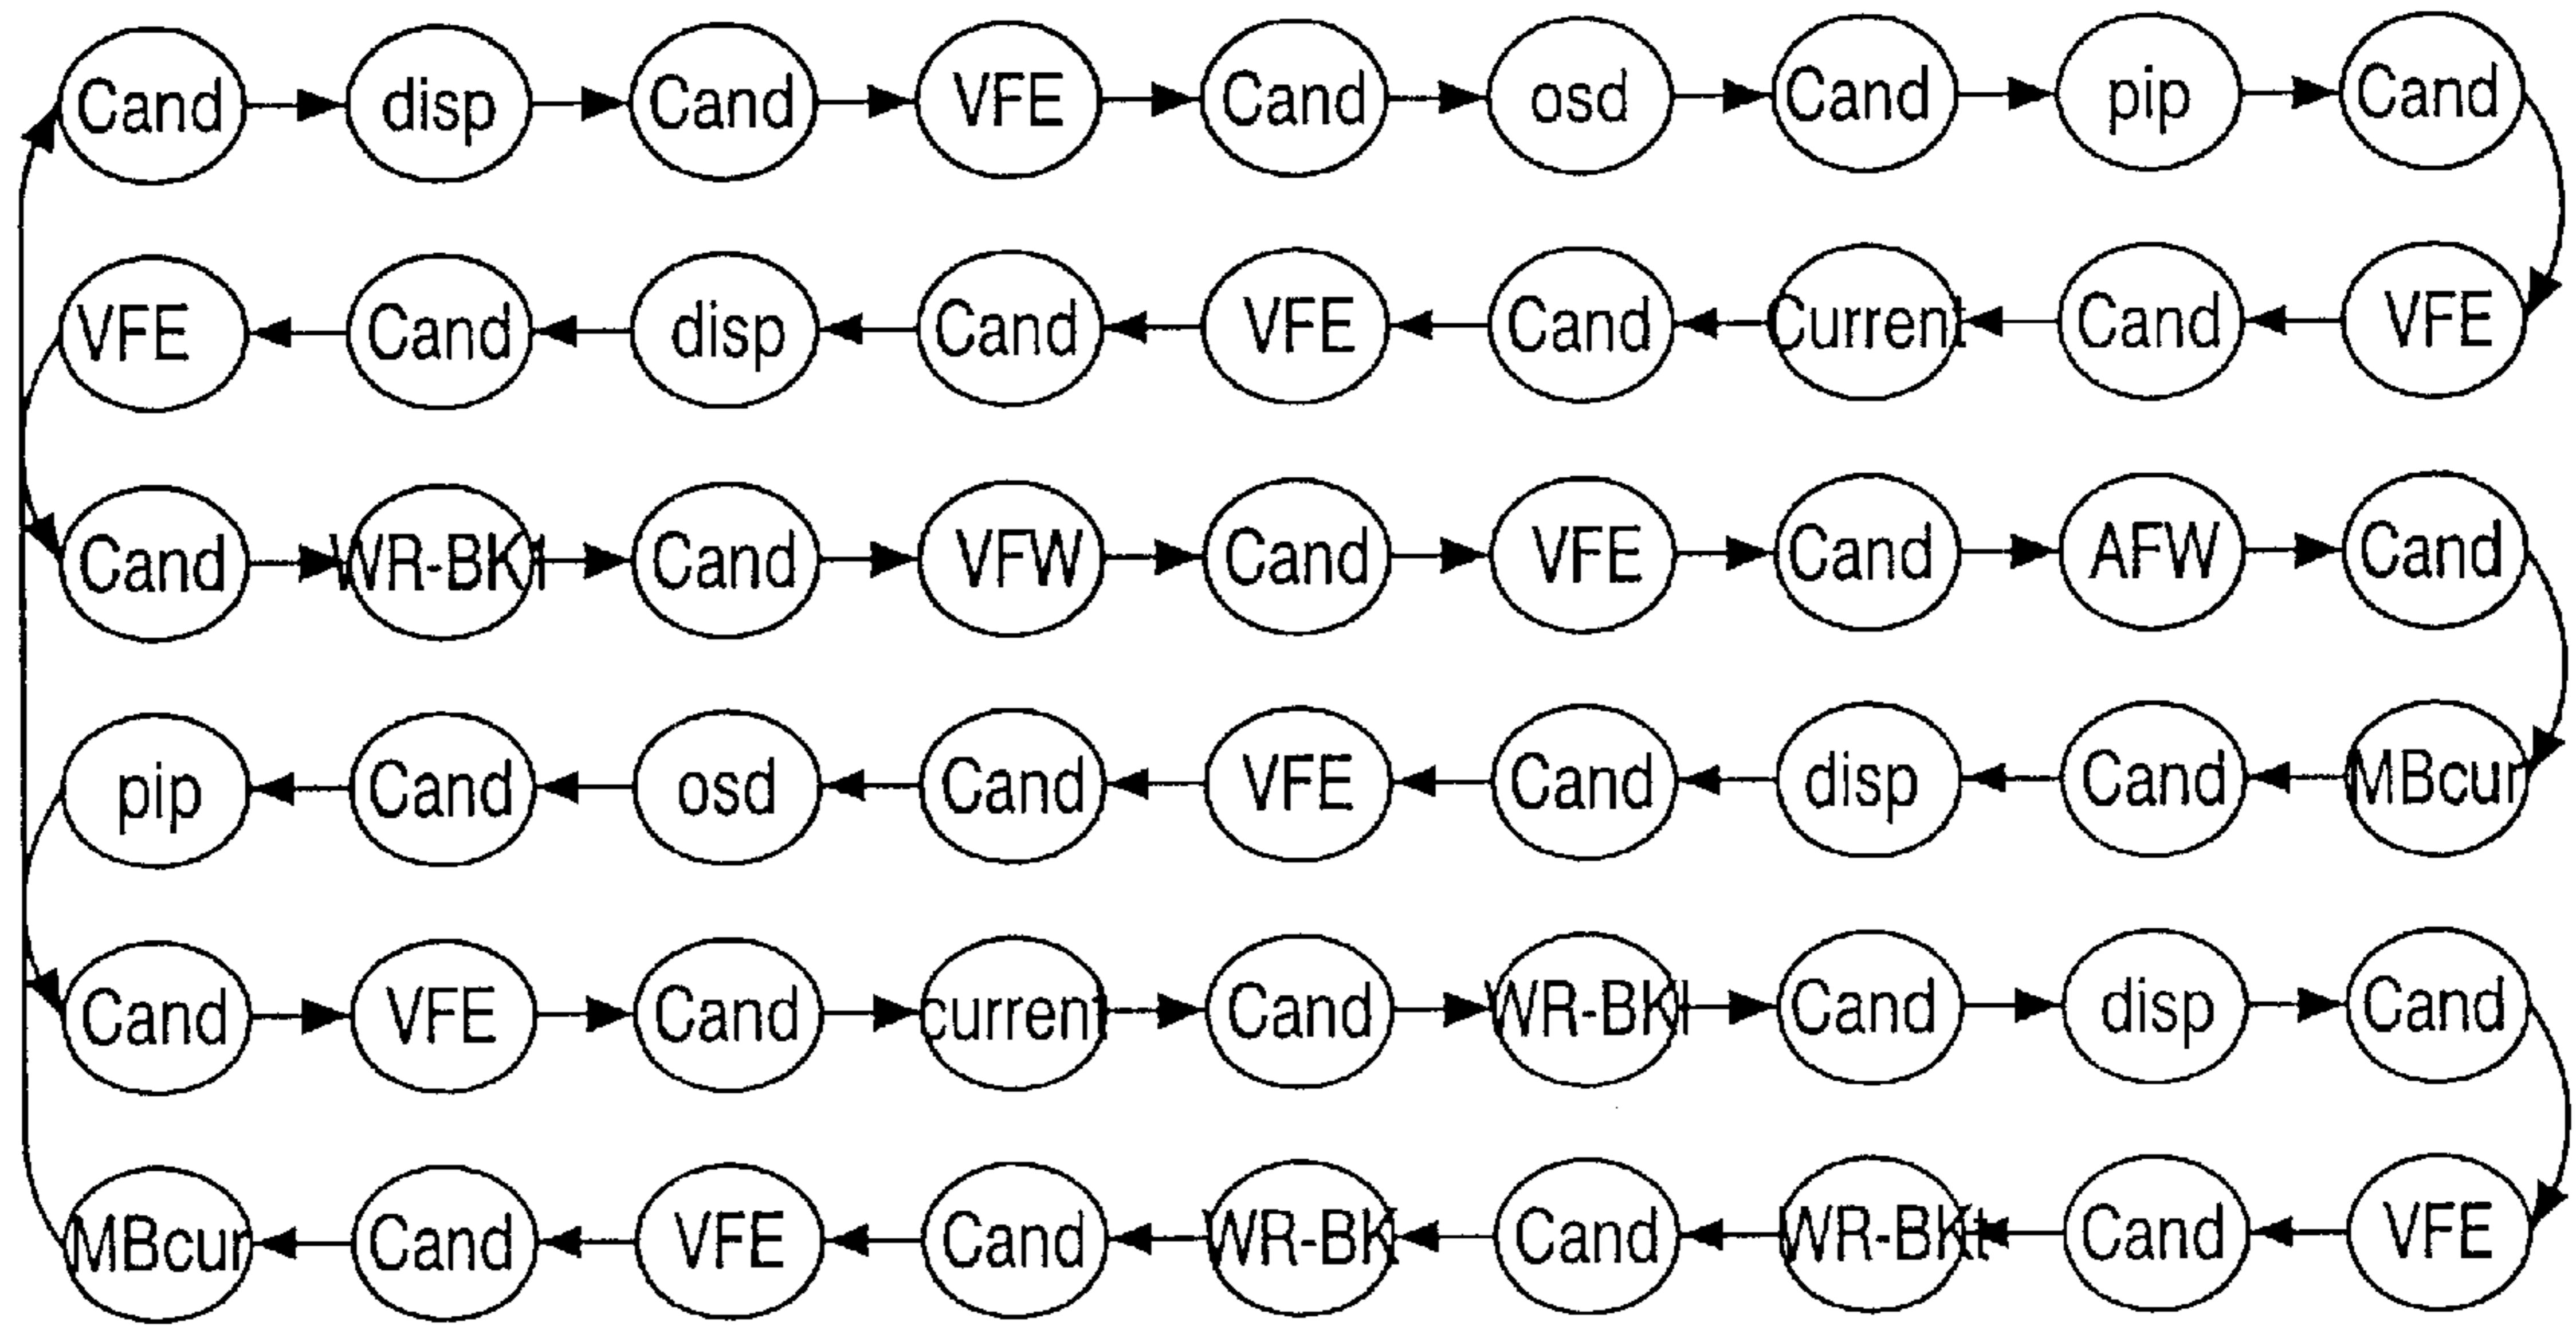 Cand disp Cand VFE Cand osd Cand pip Cand
VFE Cand disp Cand VFE Cand Current Cand VFE
Cand WR-BK1 Cand VFW Cand VFE Cand AFW Cand
pip Cand osd Cand VFE Cand disp Cand MBcur
Cand VFE Cand current Cand WR-BKl Cand disp Cand
MBcur Cand VFE Cand WR-BK Cand WR-BKt Cand VFE